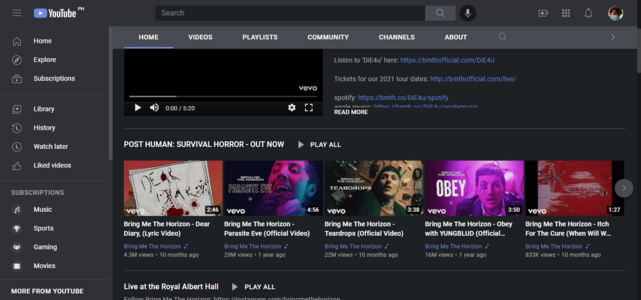 YouTube PH
Search
Home
Explore
Subscriptions
Library
History
Watch later
Liked videos
SUBSCRIPTIONS
Music
Sports
Gaming
Movies
MORE FROM YOUTUBE
HOME VIDEOS PLAYLISTS COMMUNITY CHANNELS ABOUT
vevo
0:00 / 5:20
Listen to 'DiE4U' here: https://bmthofficial.com/DiE4U
Tickets for our 2021 tour dates: http://bmthofficial.com/live/
spotify: https://bmth.co/DiE4u/spotify
apple music: https://bmth.co/DiE4u/applemusic
READ MORE
POST HUMAN: SURVIVAL HORROR - OUT NOW PLAY ALL
vevo 2:46
PARASITE EVE
vevo 4:56
TEARDROPS
vevo 3:38
OBEY
vevo 3:50
vevo 1:27
Bring Me The Horizon - Dear
Diary, (Lyric Video)
Bring Me The Horizon
4.3M views • 10 months ago
Bring Me The Horizon -
Parasite Eve (Official Video)
Bring Me The Horizon
29M views • 1 year ago
Bring Me The Horizon -
Teardrops (Official Video)
Bring Me The Horizon
22M views • 10 months ago
Bring Me The Horizon - Obey
with YUNGBLUD (Official...
Bring Me The Horizon
16M views • 1 year ago
Bring Me The Horizon - Itch
For The Cure (When Will W...
Bring Me The Horizon
833K views • 10 months ago
Live at the Royal Albert Hall PLAY ALL
Follow Bring Me The Horizon: https://instagram.com/bringmethehorizon